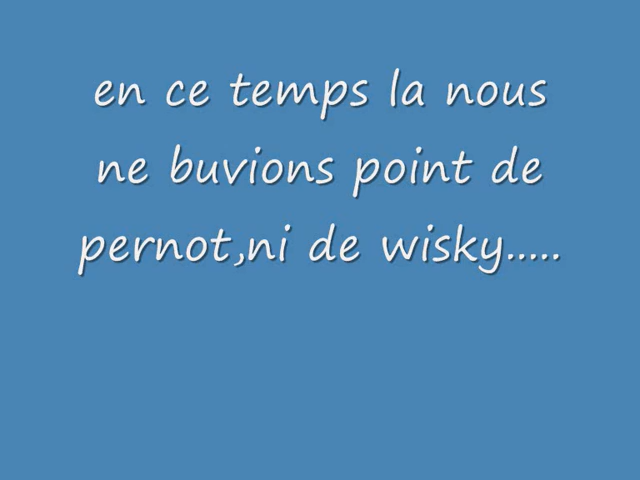 en ce temps la nous
ne buvions point de
pernot,ni de wisky.....